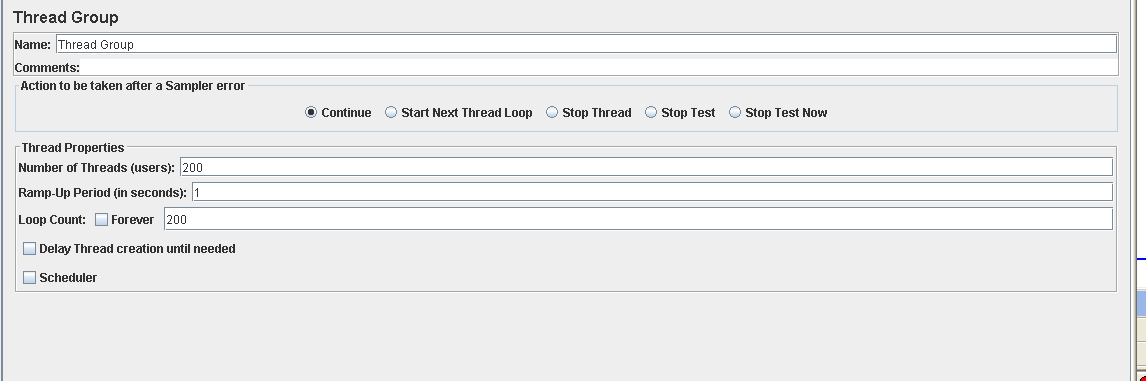 Thread Group
Name: Thread Group
Comments:
Action to be taken after a Sampler error
Continue Start Next Thread Loop Stop Thread Stop Test Stop Test Now
Thread Properties
Number of Threads (users): 200
Ramp-Up Period (in seconds): 1
Loop Count: Forever 200
Delay Thread creation until needed
Scheduler